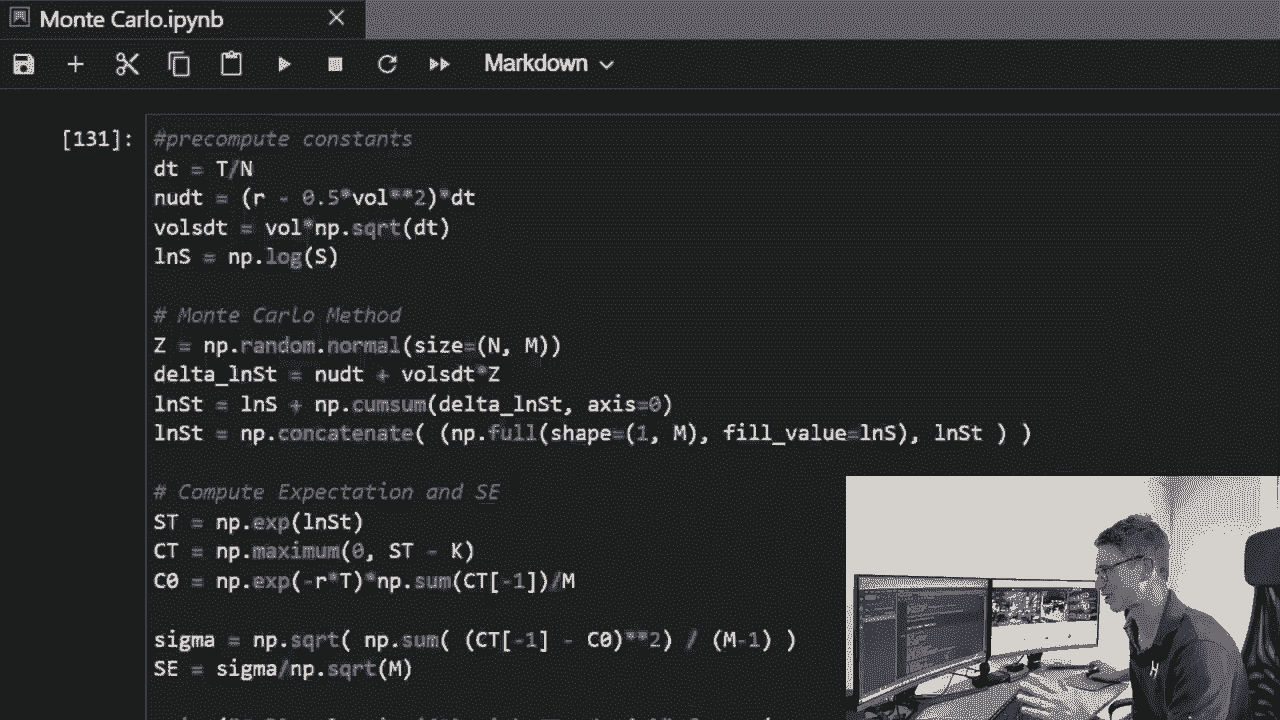 Monte Carlo.ipynb
Markdown
[131]:
#precompute constants
dt = T/N
nudt = (r - 0.5*vol**2)*dt
volsdt = vol*np.sqrt(dt)
lnS = np.log(S)
# Monte Carlo Method
Z = np.random.normal(size=(N, M))
delta_lnSt = nudt + volsdt*Z
lnSt = lnS + np.cumsum(delta_lnSt, axis=0)
lnSt = np.concatenate( (np.full(shape=(1, M), fill_value=lnS), lnSt ) )
# Compute Expectation and SE
ST = np.exp(lnSt)
CT = np.maximum(0, ST - K)
C0 = np.exp(-r*T)*np.sum(CT[-1])/M
sigma = np.sqrt( np.sum( (CT[-1] - C0)**2) / (M-1) )
SE = sigma/np.sqrt(M)